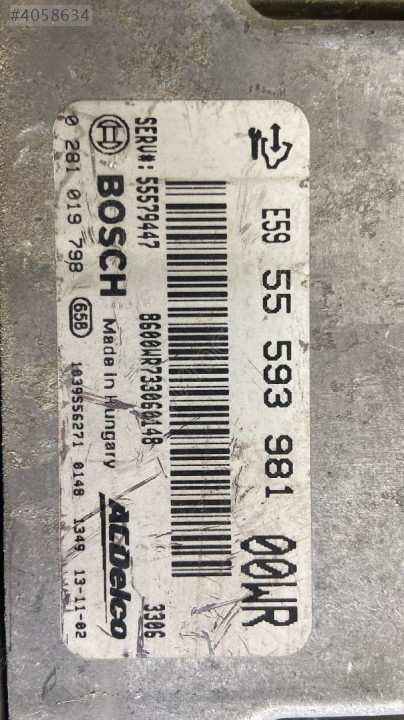 #4058634
E59 55 593 981 00WR
SERV#: 55579447 8600WR733060148 3306
BOSCH Made in Hungary ACDelco
0 281 019 798 65B 1039S56271 0148 1349 13-11-02